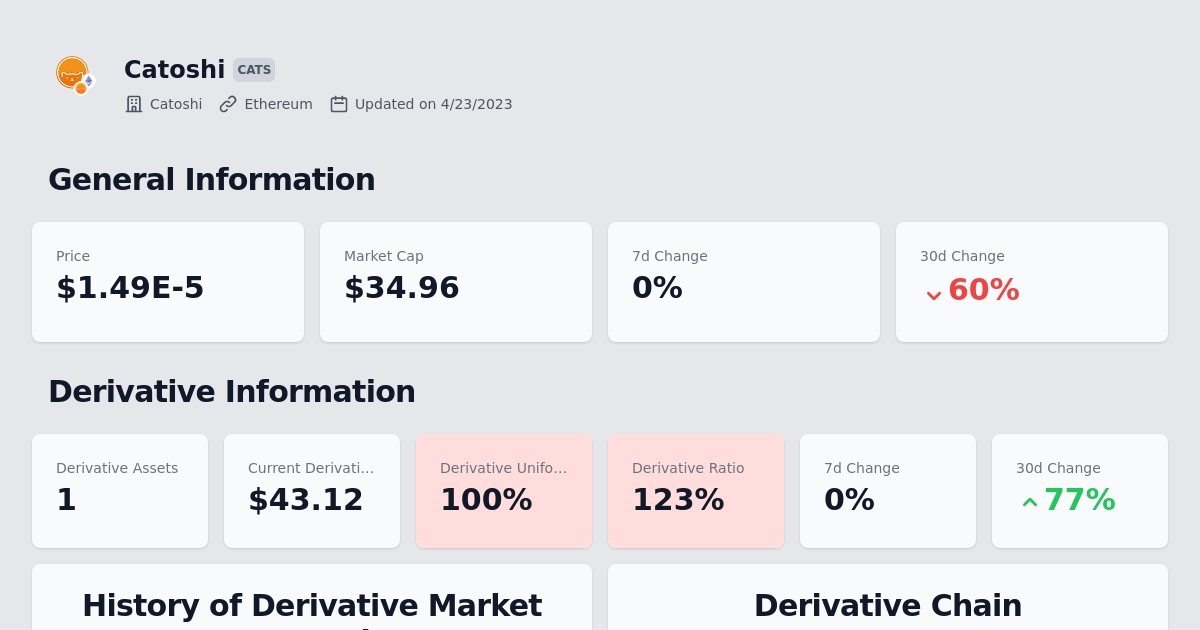 Catoshi CATS
Catoshi Ethereum Updated on 4/23/2023
General Information
Price
$1.49E-5
Market Cap
$34.96
7d Change
0%
30d Change
60%
Derivative Information
Derivative Assets
1
Current Derivati...
$43.12
Derivative Unifo...
100%
Derivative Ratio
123%
7d Change
0%
30d Change
77%
History of Derivative Market
Derivative Chain